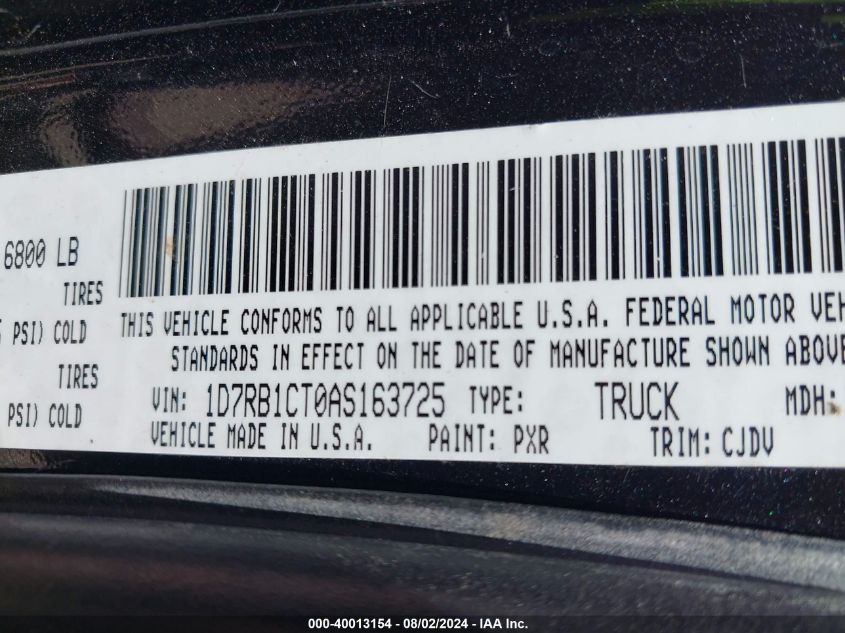 6800 LB
TIRES
PSI) COLD
TIRES
PSI) COLD
THIS VEHICLE CONFORMS TO ALL APPLICABLE U.S.A. FEDERAL MOTOR VEH
STANDARDS IN EFFECT ON THE DATE OF MANUFACTURE SHOWN ABOVE
VIN: 1D7RB1CT0AS163725 TYPE: TRUCK MDH:
VEHICLE MADE IN U.S.A. PAINT: PXR TRIM: CJDV
000-40013154 - 08/02/2024 - IAA Inc.